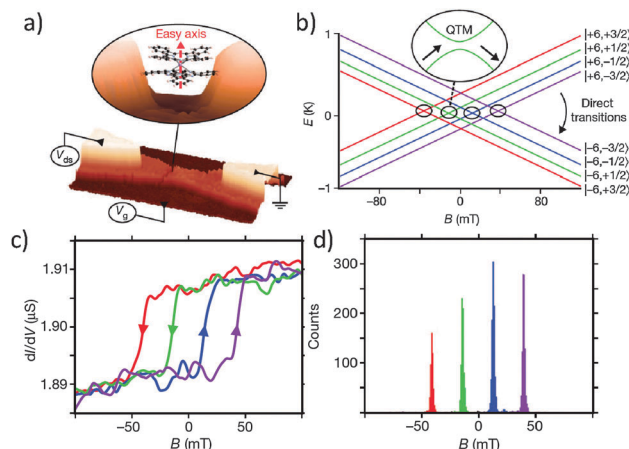 a)
Easy axis
V_ds
V_g
b)
QTM
|+6,+3/2⟩
|+6,+1/2⟩
|+6,−1/2⟩
|+6,−3/2⟩
Direct
transitions
|−6,−3/2⟩
|−6,−1/2⟩
|−6,+1/2⟩
|−6,+3/2⟩
1
0
−1
E (K)
−80
0
80
B (mT)
c)
1.91
1.90
1.89
dI/dV (µS)
−50
0
50
B (mT)
d)
300
200
100
0
Counts
−50
0
50
B (mT)